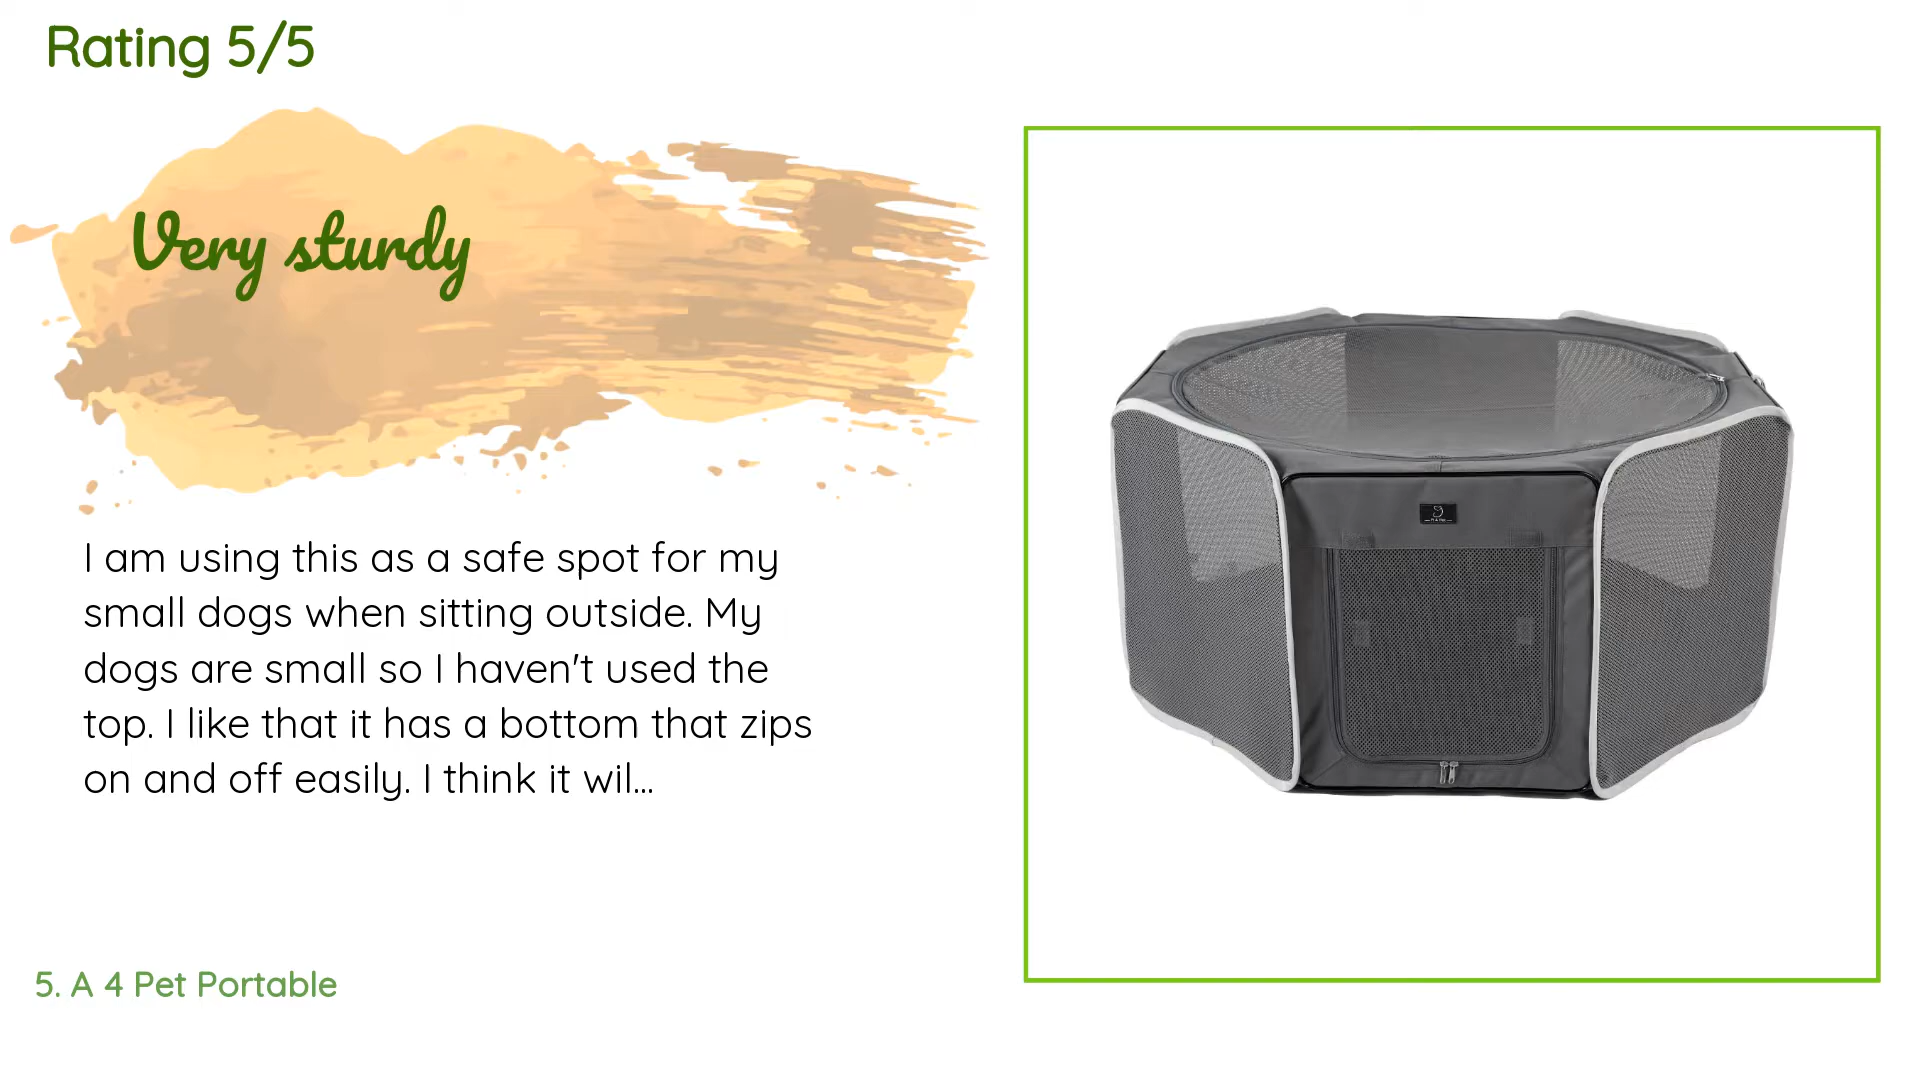 Rating 5/5
Very sturdy
I am using this as a safe spot for my
small dogs when sitting outside. My
dogs are small so I haven't used the
top. I like that it has a bottom that zips
on and off easily. I think it wil...
5. A 4 Pet Portable